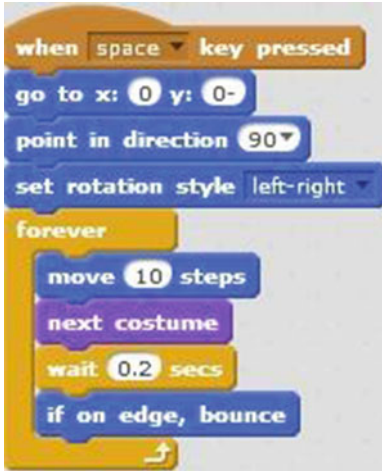 when space key pressed
go to x: 0 y: 0-
point in direction 90
set rotation style left-right
forever
move 10 steps
next costume
wait 0.2 secs
if on edge, bounce